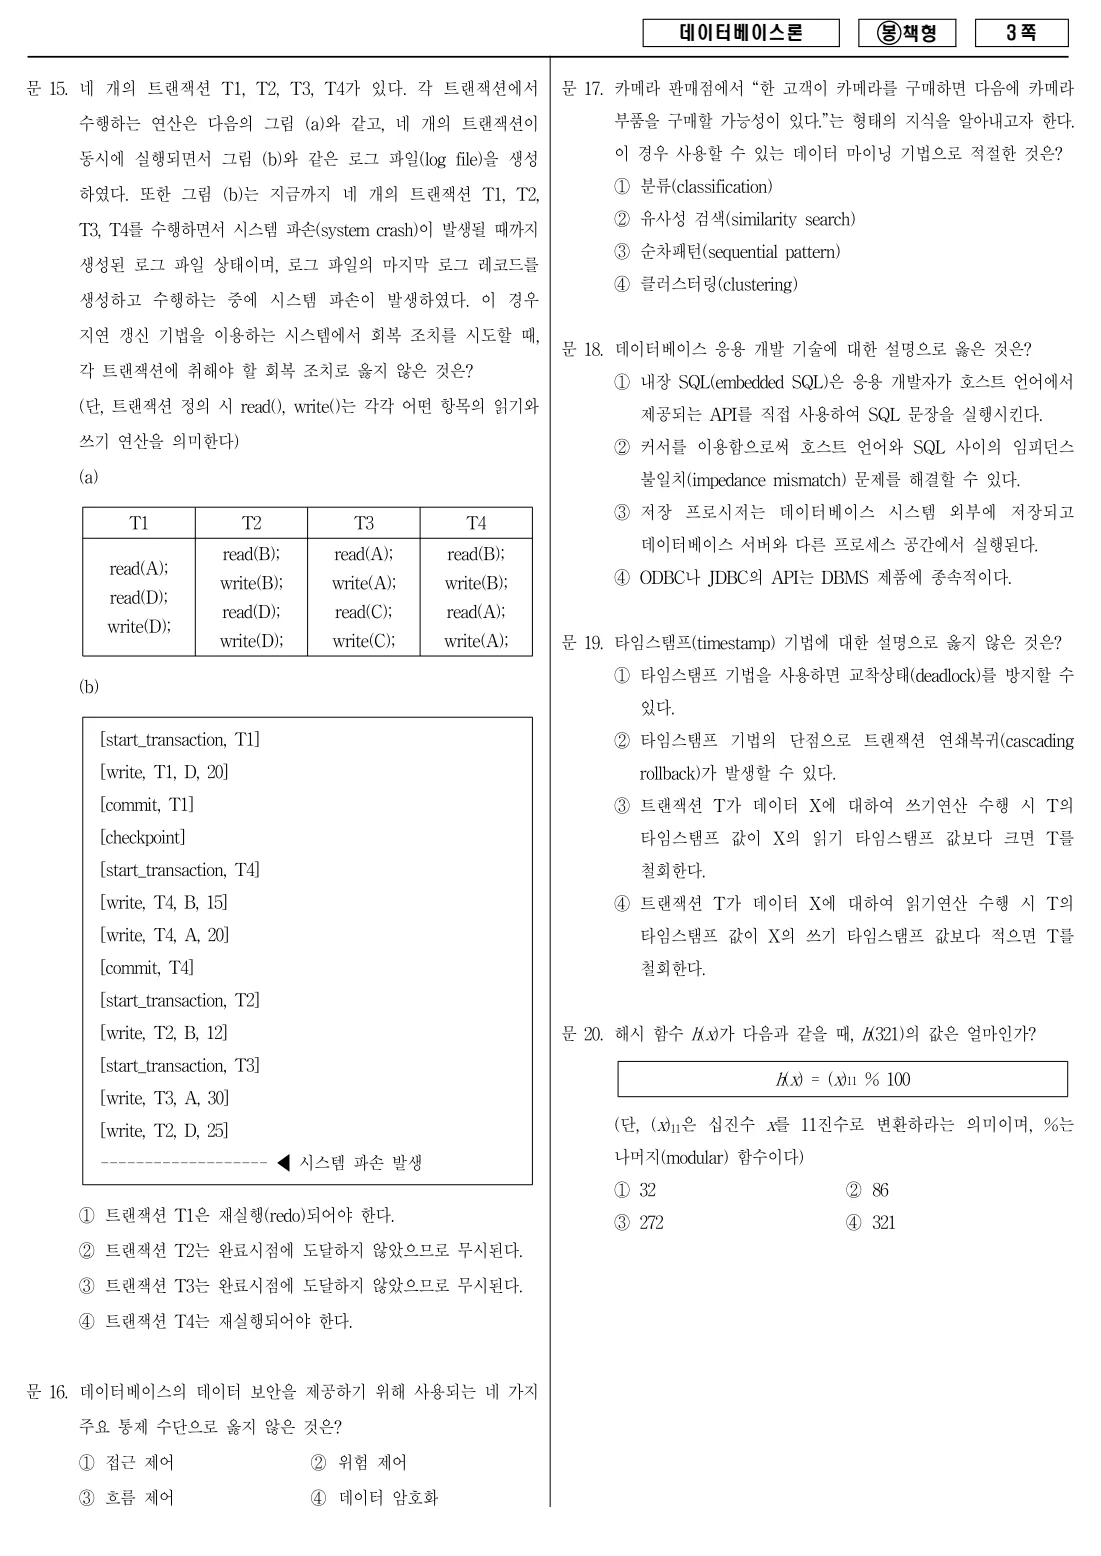 데이터베이스론
봉책형
3쪽
문 15. 네 개의 트랜잭션 T1, T2, T3, T4가 있다. 각 트랜잭션에서
수행하는 연산은 다음의 그림 (a)와 같고, 네 개의 트랜잭션이
동시에 실행되면서 그림 (b)와 같은 로그 파일(log file)을 생성
하였다. 또한 그림 (b)는 지금까지 네 개의 트랜잭션 T1, T2,
T3, T4를 수행하면서 시스템 파손(system crash)이 발생될 때까지
생성된 로그 파일 상태이며, 로그 파일의 마지막 로그 레코드를
생성하고 수행하는 중에 시스템 파손이 발생하였다. 이 경우
지연 갱신 기법을 이용하는 시스템에서 회복 조치를 시도할 때,
각 트랜잭션에 취해야 할 회복 조치로 옳지 않은 것은?
(단, 트랜잭션 정의 시 read(), write()는 각각 어떤 항목의 읽기와
쓰기 연산을 의미한다)
(a)
T1 T2 T3 T4
read(A);
read(D);
write(D);
read(B);
write(B);
read(D);
write(D);
read(A);
write(A);
read(C);
write(C);
read(B);
write(B);
read(A);
write(A);
(b)
[start_transaction, T1]
[write, T1, D, 20]
[commit, T1]
[checkpoint]
[start_transaction, T4]
[write, T4, B, 15]
[write, T4, A, 20]
[commit, T4]
[start_transaction, T2]
[write, T2, B, 12]
[start_transaction, T3]
[write, T3, A, 30]
[write, T2, D, 25]
------------------- ◀ 시스템 파손 발생
① 트랜잭션 T1은 재실행(redo)되어야 한다.
② 트랜잭션 T2는 완료시점에 도달하지 않았으므로 무시된다.
③ 트랜잭션 T3는 완료시점에 도달하지 않았으므로 무시된다.
④ 트랜잭션 T4는 재실행되어야 한다.
문 16. 데이터베이스의 데이터 보안을 제공하기 위해 사용되는 네 가지
주요 통제 수단으로 옳지 않은 것은?
① 접근 제어 ② 위험 제어
③ 흐름 제어 ④ 데이터 암호화
문 17. 카메라 판매점에서 “한 고객이 카메라를 구매하면 다음에 카메라
부품을 구매할 가능성이 있다.”는 형태의 지식을 알아내고자 한다.
이 경우 사용할 수 있는 데이터 마이닝 기법으로 적절한 것은?
① 분류(classification)
② 유사성 검색(similarity search)
③ 순차패턴(sequential pattern)
④ 클러스터링(clustering)
문 18. 데이터베이스 응용 개발 기술에 대한 설명으로 옳은 것은?
① 내장 SQL(embedded SQL)은 응용 개발자가 호스트 언어에서
제공되는 API를 직접 사용하여 SQL 문장을 실행시킨다.
② 커서를 이용함으로써 호스트 언어와 SQL 사이의 임피던스
불일치(impedance mismatch) 문제를 해결할 수 있다.
③ 저장 프로시저는 데이터베이스 시스템 외부에 저장되고
데이터베이스 서버와 다른 프로세스 공간에서 실행된다.
④ ODBC나 JDBC의 API는 DBMS 제품에 종속적이다.
문 19. 타임스탬프(timestamp) 기법에 대한 설명으로 옳지 않은 것은?
① 타임스탬프 기법을 사용하면 교착상태(deadlock)를 방지할 수
있다.
② 타임스탬프 기법의 단점으로 트랜잭션 연쇄복귀(cascading
rollback)가 발생할 수 있다.
③ 트랜잭션 T가 데이터 X에 대하여 쓰기연산 수행 시 T의
타임스탬프 값이 X의 읽기 타임스탬프 값보다 크면 T를
철회한다.
④ 트랜잭션 T가 데이터 X에 대하여 읽기연산 수행 시 T의
타임스탬프 값이 X의 쓰기 타임스탬프 값보다 적으면 T를
철회한다.
문 20. 해시 함수 h(x)가 다음과 같을 때, h(321)의 값은 얼마인가?
h(x) = (x)₁₁ % 100
(단, (x)₁₁은 십진수 x를 11진수로 변환하라는 의미이며, %는
나머지(modular) 함수이다)
① 32 ② 86
③ 272 ④ 321